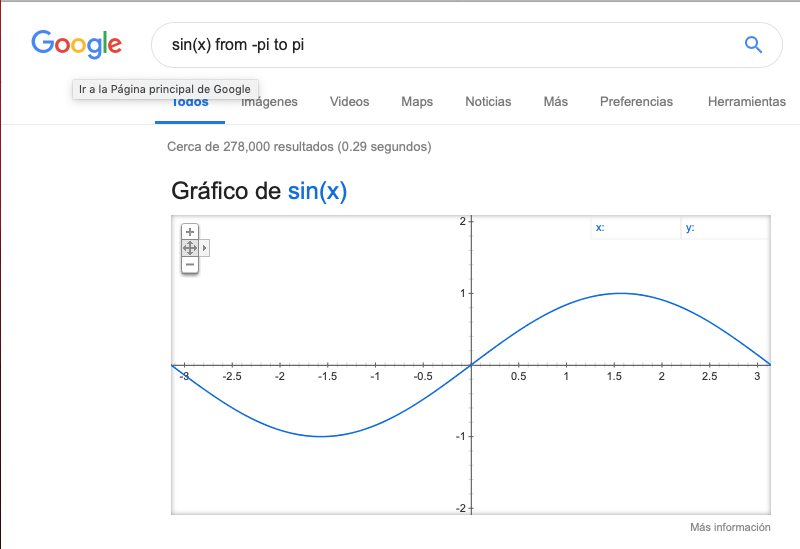 Google
sin(x) from -pi to pi
Ir a la Página principal de Google
Todos Imágenes Videos Maps Noticias Más Preferencias Herramientas
Cerca de 278,000 resultados (0.29 segundos)
Gráfico de sin(x)
2
x: y:
1
-3 -2.5 -2 -1.5 -1 -0.5 0.5 1 1.5 2 2.5 3
-1
-2
Más información